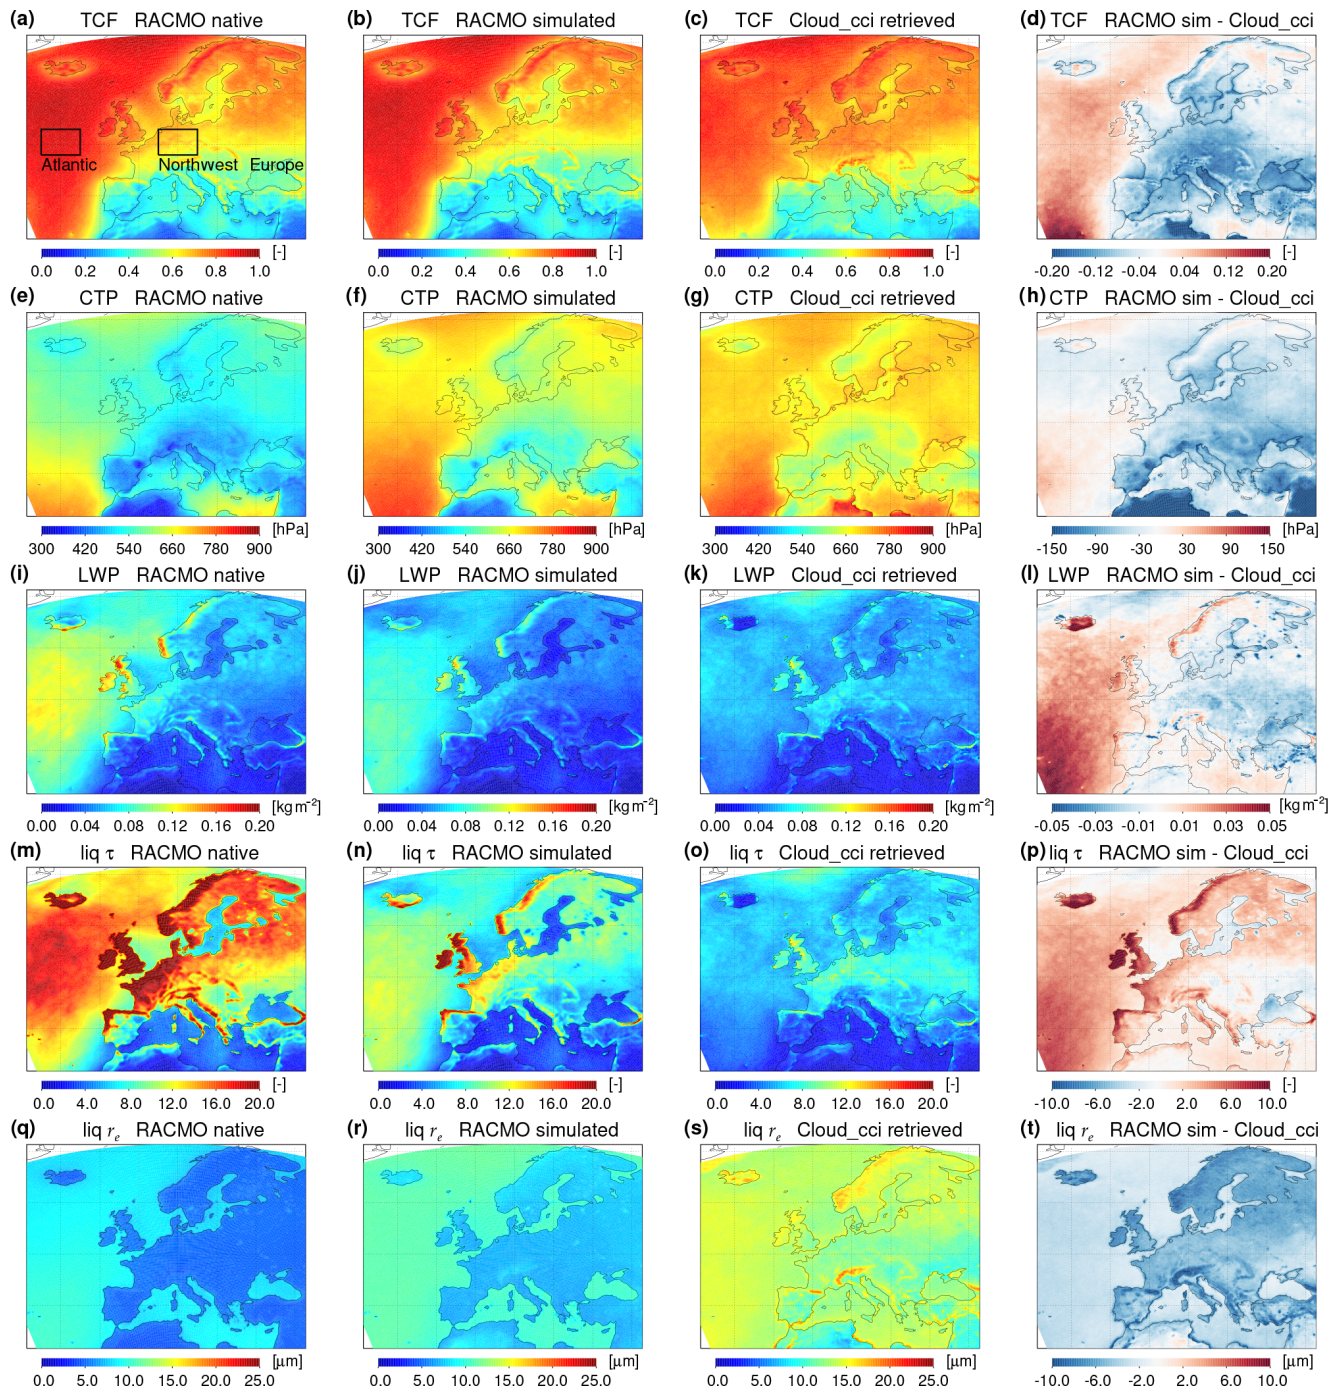 (a) TCF RACMO native
(b) TCF RACMO simulated
(c) TCF Cloud_cci retrieved
(d) TCF RACMO sim - Cloud_cci
Atlantic
Northwest Europe
[-]
0.0 0.2 0.4 0.6 0.8 1.0
[-]
0.0 0.2 0.4 0.6 0.8 1.0
[-]
0.0 0.2 0.4 0.6 0.8 1.0
[-]
-0.20 -0.12 -0.04 0.04 0.12 0.20
(e) CTP RACMO native
(f) CTP RACMO simulated
(g) CTP Cloud_cci retrieved
(h) CTP RACMO sim - Cloud_cci
[hPa]
300 420 540 660 780 900
[hPa]
300 420 540 660 780 900
[hPa]
300 420 540 660 780 900
[hPa]
-150 -90 -30 30 90 150
(i) LWP RACMO native
(j) LWP RACMO simulated
(k) LWP Cloud_cci retrieved
(l) LWP RACMO sim - Cloud_cci
[kg m⁻²]
0.00 0.04 0.08 0.12 0.16 0.20
[kg m⁻²]
0.00 0.04 0.08 0.12 0.16 0.20
[kg m⁻²]
0.00 0.04 0.08 0.12 0.16 0.20
[kg m⁻²]
-0.05 -0.03 -0.01 0.01 0.03 0.05
(m) liq τ RACMO native
(n) liq τ RACMO simulated
(o) liq τ Cloud_cci retrieved
(p) liq τ RACMO sim - Cloud_cci
[-]
0.0 4.0 8.0 12.0 16.0 20.0
[-]
0.0 4.0 8.0 12.0 16.0 20.0
[-]
0.0 4.0 8.0 12.0 16.0 20.0
[-]
-10.0 -6.0 -2.0 2.0 6.0 10.0
(q) liq rₑ RACMO native
(r) liq rₑ RACMO simulated
(s) liq rₑ Cloud_cci retrieved
(t) liq rₑ RACMO sim - Cloud_cci
[μm]
0.0 5.0 10.0 15.0 20.0 25.0
[μm]
0.0 5.0 10.0 15.0 20.0 25.0
[μm]
0.0 5.0 10.0 15.0 20.0 25.0
[μm]
-10.0 -6.0 -2.0 2.0 6.0 10.0